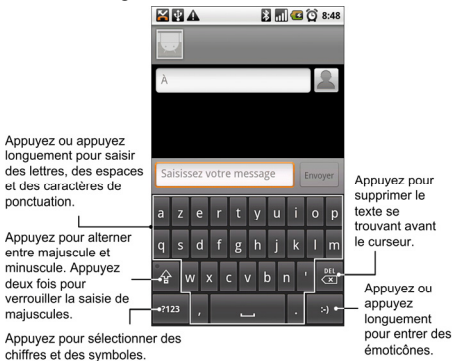 8:48
À
Saisissez votre message
Envoyer
Appuyez ou appuyez
longuement pour saisir
des lettres, des espaces
et des caractères de
ponctuation.
Appuyez pour alterner
entre majuscule et
minuscule. Appuyez
deux fois pour
verrouiller la saisie de
majuscules.
Appuyez pour sélectionner des
chiffres et des symboles.
a z e r t y u i o p
q s d f g h j k l m
w x c v b n ' DEL
?123 , . :-)
Appuyez pour
supprimer le
texte se
trouvant avant
le curseur.
Appuyez ou
appuyez
longuement
pour entrer des
émoticônes.